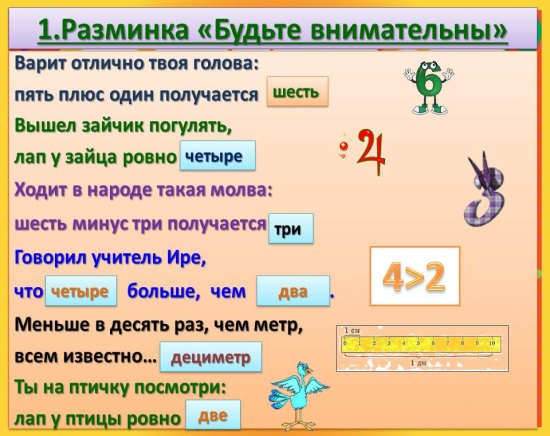 1.Разминка «Будьте внимательны»
Варит отлично твоя голова:
пять плюс один получается шесть
6
Вышел зайчик погулять,
лап у зайца ровно четыре
:4
Ходит в народе такая молва:
3
шесть минус три получается три
Говорил учитель Ире,
4>2
что четыре больше, чем два .
Меньше в десять раз, чем метр,
1 см
0 1 2 3 4 5 6 7 8 9 10
1 дм
всем известно... дециметр
Ты на птичку посмотри:
лап у птицы ровно две